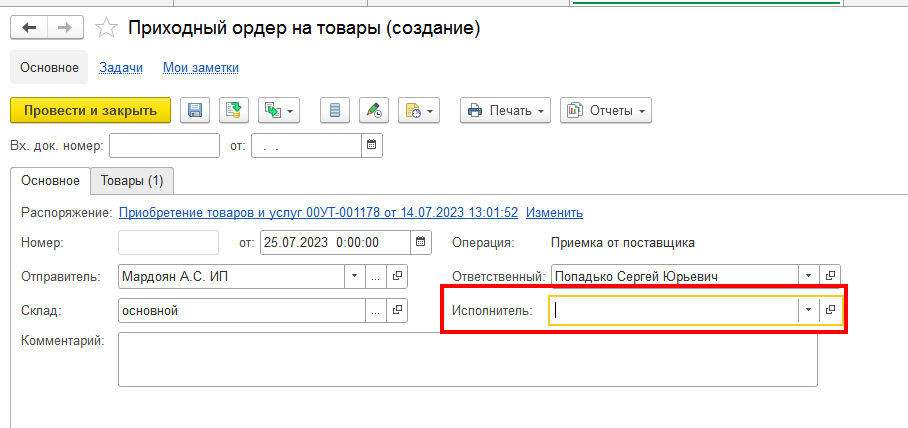 Приходный ордер на товары (создание)
Основное Задачи Мои заметки
Провести и закрыть Печать Отчеты
Вх. док. номер: от: . .
Основное Товары (1)
Распоряжение: Приобретение товаров и услуг 00УТ-001178 от 14.07.2023 13:01:52 Изменить
Номер: от: 25.07.2023 0:00:00 Операция: Приемка от поставщика
Отправитель: Мардоян А.С. ИП ... Ответственный: Попадько Сергей Юрьевич
Склад: основной ... Исполнитель:
Комментарий: